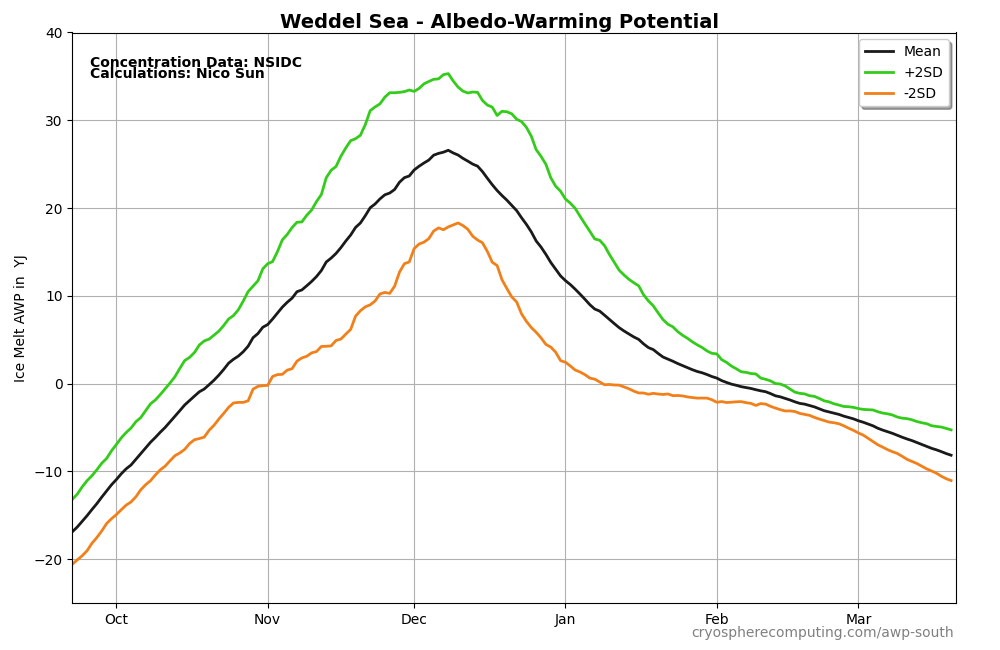 Weddel Sea - Albedo-Warming Potential
40
Concentration Data: NSIDC
Calculations: Nico Sun
Mean
+2SD
-2SD
30
20
10
0
−10
−20
Ice Melt AWP in  YJ
Oct
Nov
Dec
Jan
Feb
Mar
cryospherecomputing.com/awp-south